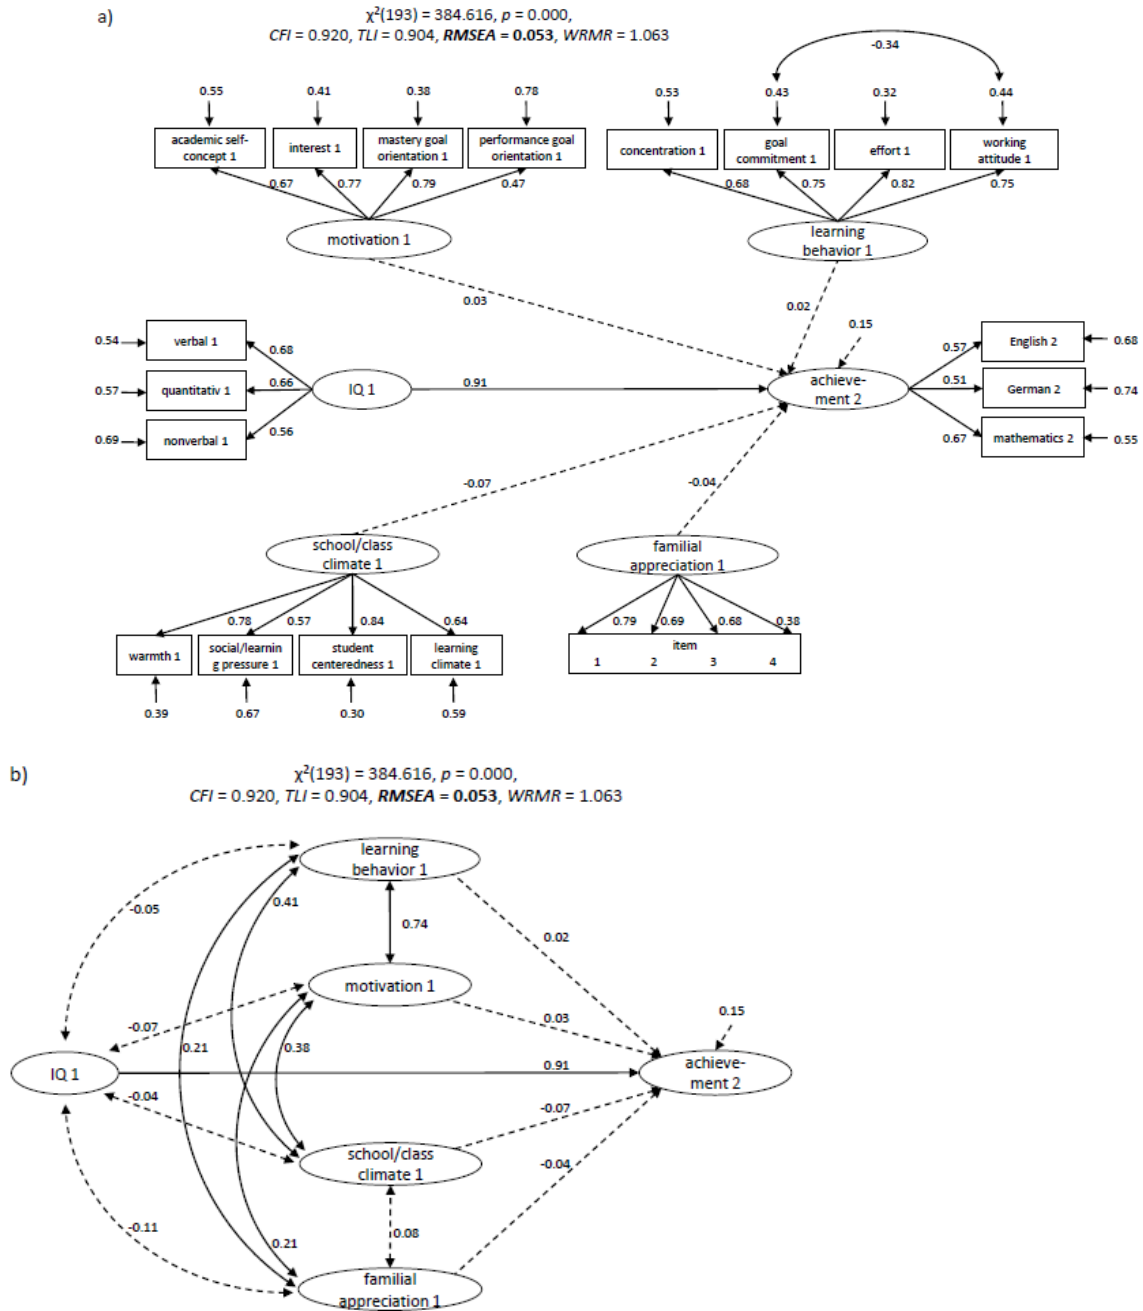 a)
χ²(193) = 384.616, p = 0.000,
CFI = 0.920, TLI = 0.904, RMSEA = 0.053, WRMR = 1.063
-0.34
0.55 0.41 0.38 0.78 0.53 0.43 0.32 0.44
academic self-
concept 1
interest 1
mastery goal
orientation 1
performance goal
orientation 1
concentration 1
goal
commitment 1
effort 1
working
attitude 1
0.67 0.77 0.79 0.47 0.68 0.75 0.82 0.75
motivation 1
learning
behavior 1
0.03
0.02
0.15
0.54
verbal 1
0.68
0.57
quantitativ 1
0.66
0.69
nonverbal 1
0.56
IQ 1
0.91
achieve-
ment 2
0.57
English 2
0.68
0.51
German 2
0.74
0.67
mathematics 2
0.55
-0.07
-0.04
school/class
climate 1
familial
appreciation 1
0.78 0.57 0.84 0.64
0.79 0.69 0.68 0.38
warmth 1
social/learnin
g pressure 1
student
centeredness 1
learning
climate 1
item
1 2 3 4
0.39 0.67 0.30 0.59
b)
χ²(193) = 384.616, p = 0.000,
CFI = 0.920, TLI = 0.904, RMSEA = 0.053, WRMR = 1.063
learning
behavior 1
-0.05
0.41
0.74
0.02
motivation 1
-0.07
0.21
0.38
0.03
0.15
IQ 1
0.91
achieve-
ment 2
-0.04
-0.07
school/class
climate 1
-0.04
-0.11
0.21
0.08
familial
appreciation 1